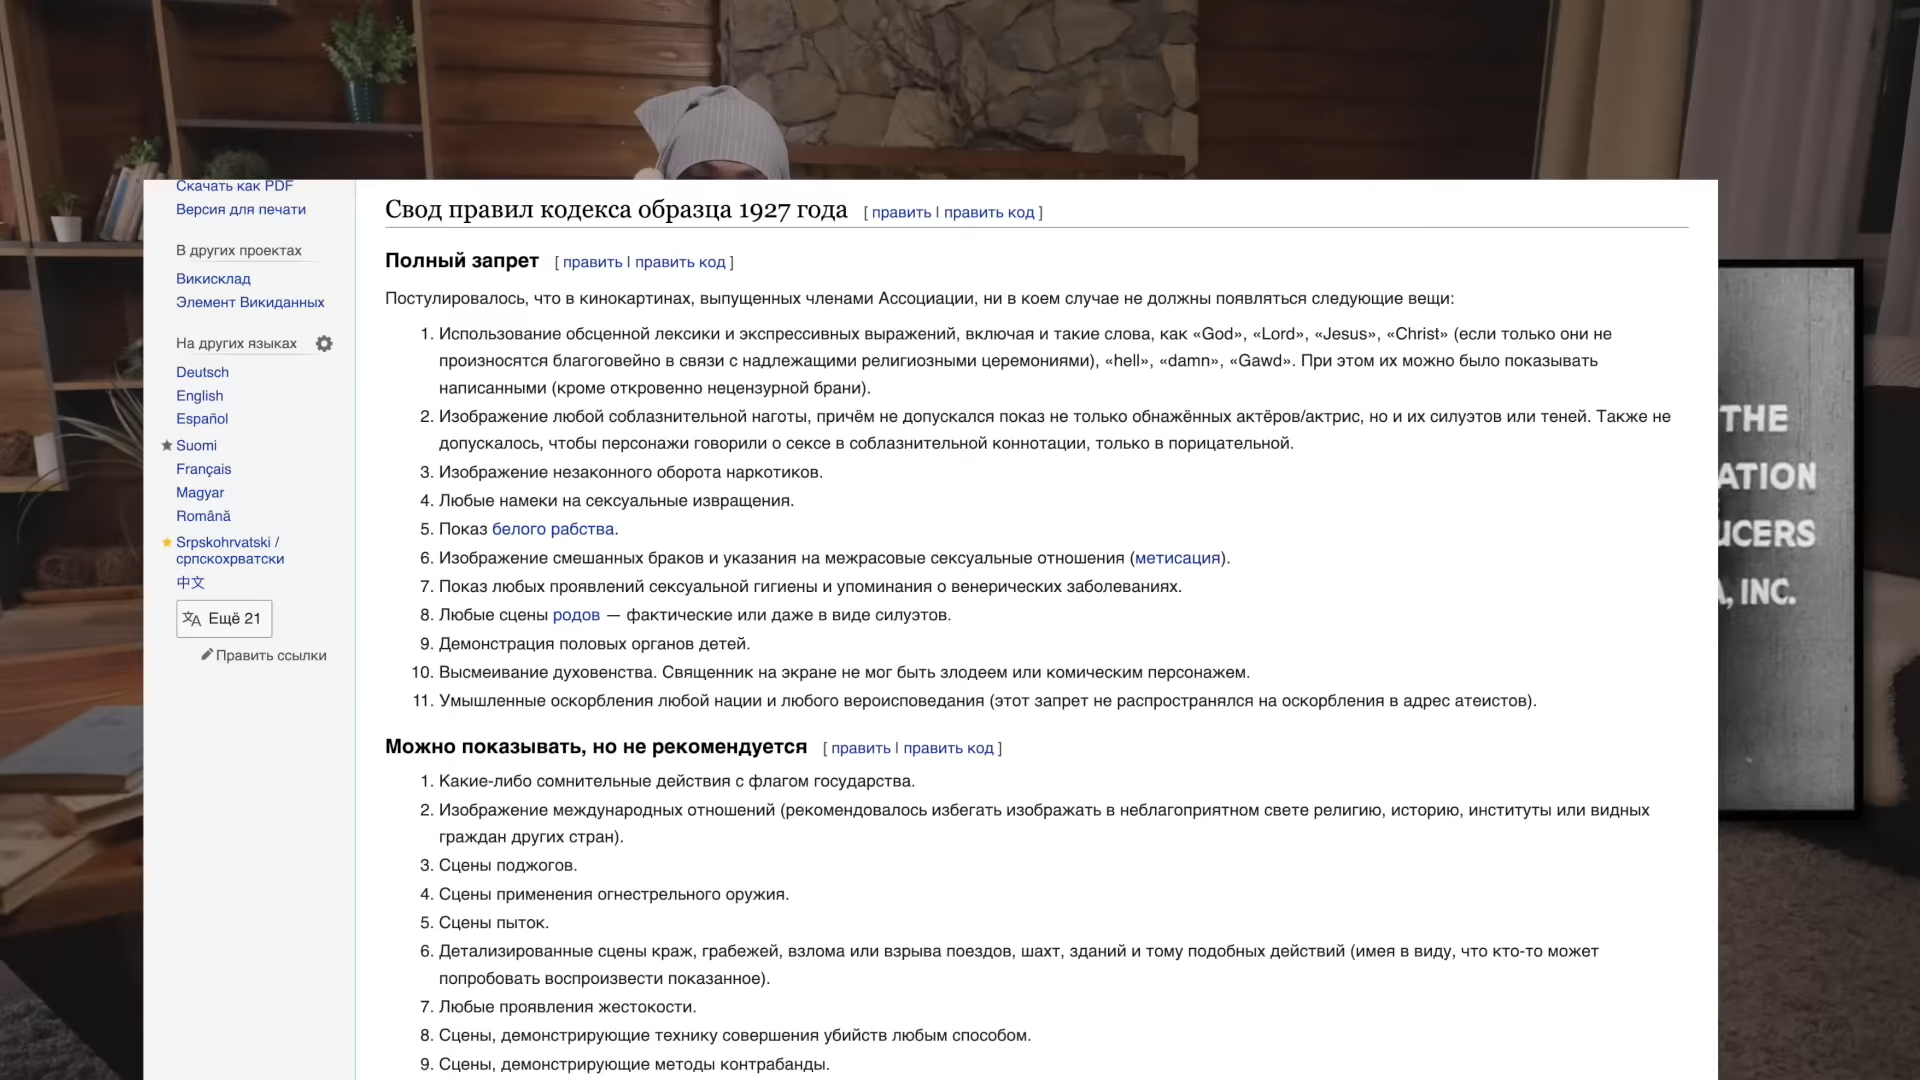 Скачать как PDF
Версия для печати
В других проектах
Викисклад
Элемент Викиданных
На других языках
Deutsch
English
Español
Suomi
Français
Magyar
Română
Srpskohrvatski /
српскохрватски
中文
Ещё 21
Править ссылки
Свод правил кодекса образца 1927 года [ править | править код ]
Полный запрет [ править | править код ]
Постулировалось, что в кинокартинах, выпущенных членами Ассоциации, ни в коем случае не должны появляться следующие вещи:
1. Использование обсценной лексики и экспрессивных выражений, включая и такие слова, как «God», «Lord», «Jesus», «Christ» (если только они не
произносятся благоговейно в связи с надлежащими религиозными церемониями), «hell», «damn», «Gawd». При этом их можно было показывать
написанными (кроме откровенно нецензурной брани).
2. Изображение любой соблазнительной наготы, причём не допускался показ не только обнажённых актёров/актрис, но и их силуэтов или теней. Также не
допускалось, чтобы персонажи говорили о сексе в соблазнительной коннотации, только в порицательной.
3. Изображение незаконного оборота наркотиков.
4. Любые намеки на сексуальные извращения.
5. Показ белого рабства.
6. Изображение смешанных браков и указания на межрасовые сексуальные отношения (метисация).
7. Показ любых проявлений сексуальной гигиены и упоминания о венерических заболеваниях.
8. Любые сцены родов — фактические или даже в виде силуэтов.
9. Демонстрация половых органов детей.
10. Высмеивание духовенства. Священник на экране не мог быть злодеем или комическим персонажем.
11. Умышленные оскорбления любой нации и любого вероисповедания (этот запрет не распространялся на оскорбления в адрес атеистов).
Можно показывать, но не рекомендуется [ править | править код ]
1. Какие-либо сомнительные действия с флагом государства.
2. Изображение международных отношений (рекомендовалось избегать изображать в неблагоприятном свете религию, историю, институты или видных
граждан других стран).
3. Сцены поджогов.
4. Сцены применения огнестрельного оружия.
5. Сцены пыток.
6. Детализированные сцены краж, грабежей, взлома или взрыва поездов, шахт, зданий и тому подобных действий (имея в виду, что кто-то может
попробовать воспроизвести показанное).
7. Любые проявления жестокости.
8. Сцены, демонстрирующие технику совершения убийств любым способом.
9. Сцены, демонстрирующие методы контрабанды.
THE
ATION
UCERS
, INC.